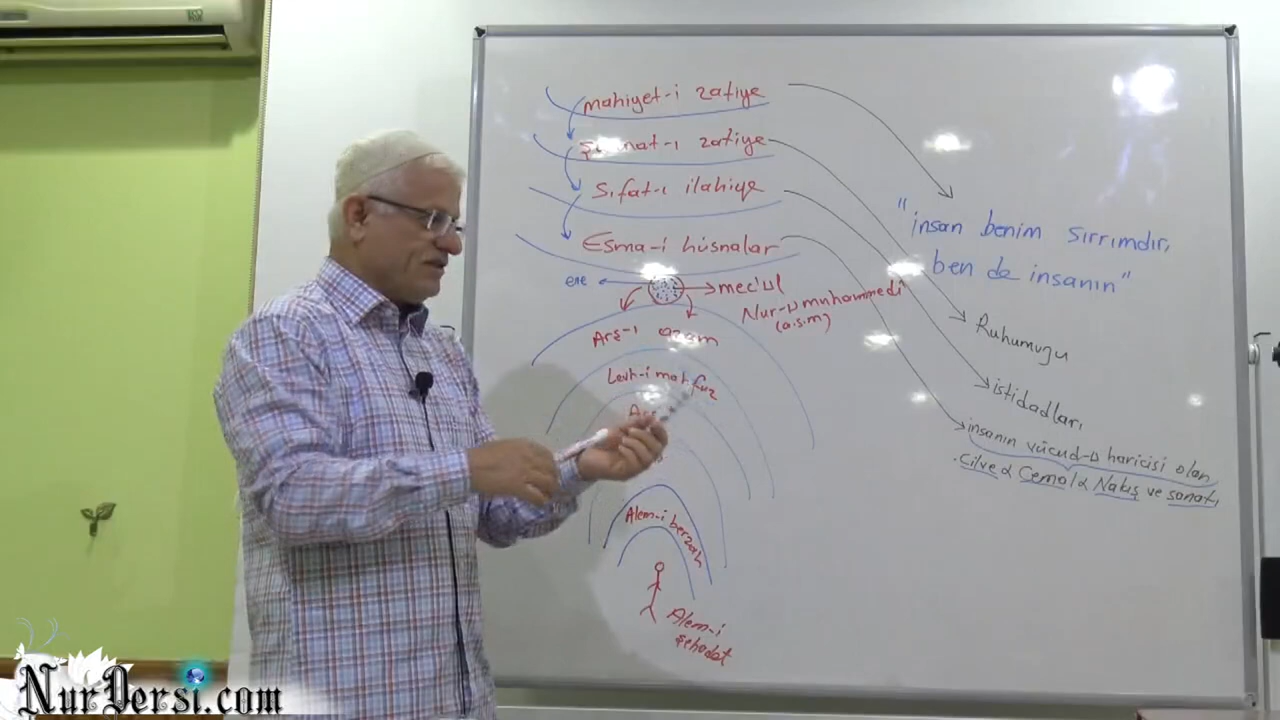 mahiyet-i zatiye
Şuunat-ı zatiye
Sıfat-ı ilahiye
Esma-i hüsnalar
ene
mec'ul
Nur-u muhammedi
(a.s.m)
Arş-ı azam
Levh-i mahfuz
Alem-i berzah
Alem-i
şehadet
"insan benim sırrımdır,
ben de insanın"
Ruhumuzu
istidadları
insanın vücud-u haricisi olan
Cilve Cemal Nakış ve sanatı,
NurDersi.com